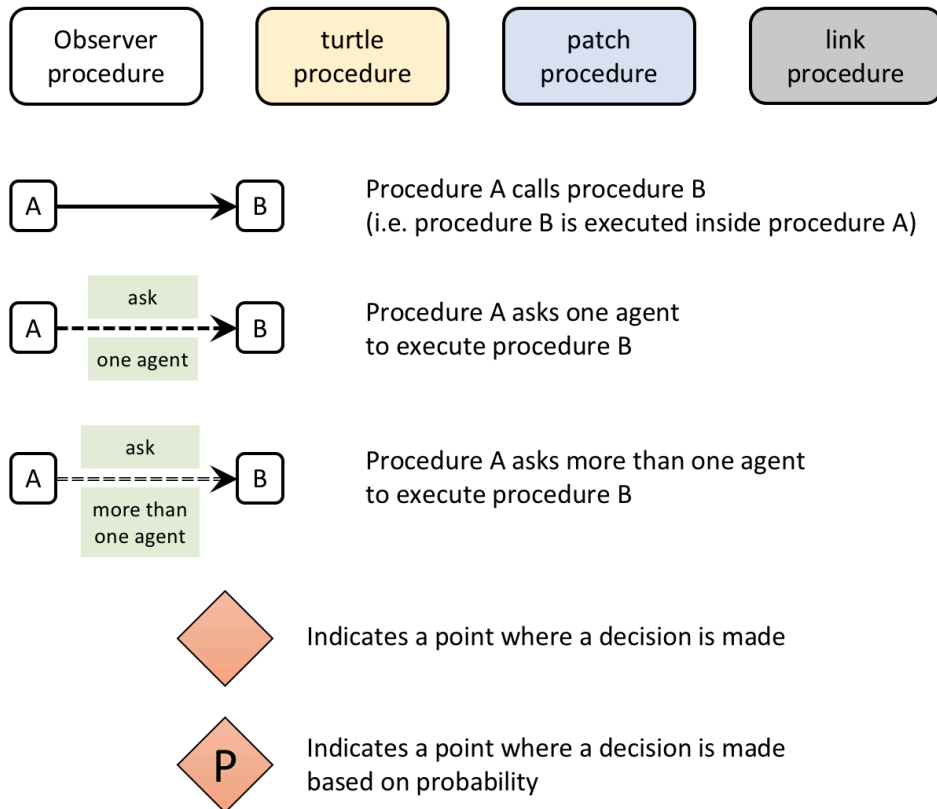 Observer
procedure
turtle
procedure
patch
procedure
link
procedure
A
B
Procedure A calls procedure B
(i.e. procedure B is executed inside procedure A)
ask
A
B
one agent
Procedure A asks one agent
to execute procedure B
ask
A
B
more than
one agent
Procedure A asks more than one agent
to execute procedure B
Indicates a point where a decision is made
P
Indicates a point where a decision is made
based on probability